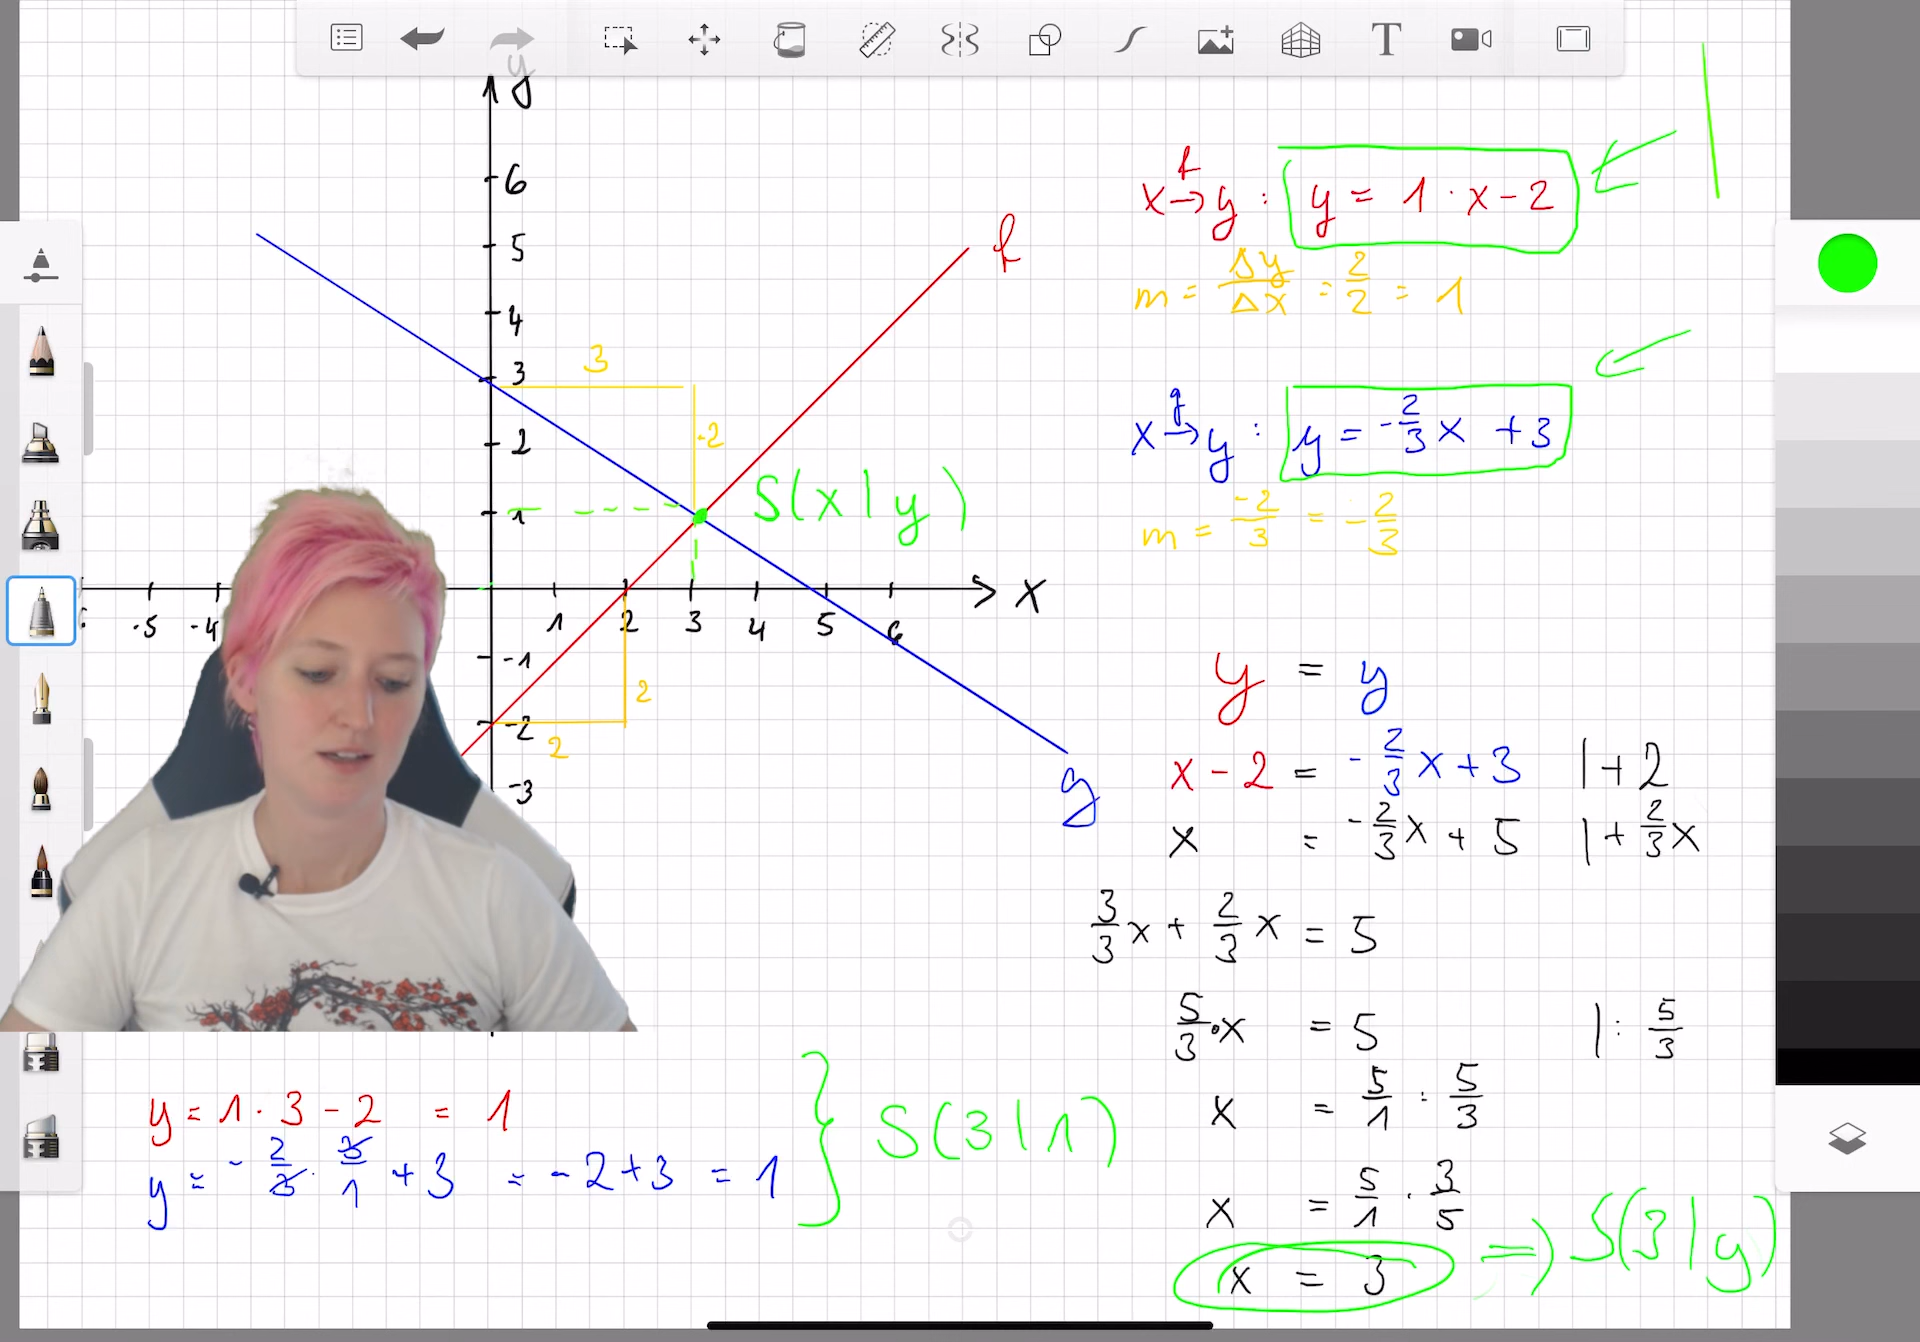 T
y
6
5
4
3
2
1
-1
-2
-3
-5 -4 1 2 3 4 5 6 x
f
g
3
-2
2
2
S(x|y)
x →f y : y = 1 · x - 2
m = Δy/Δx = 2/2 = 1
x →g y : y = -2/3 x + 3
m = -2/3 = -2/3
y = y
x - 2 = -2/3 x + 3 | + 2
x = -2/3 x + 5 | + 2/3 x
3/3 x + 2/3 x = 5
5/3 · x = 5 | : 5/3
x = 5/1 : 5/3
x = 5/1 · 3/5
x = 3 => S(3|y)
y = 1 · 3 - 2 = 1
y = -2/3 · 3/1 + 3 = -2 + 3 = 1
} S(3|1)